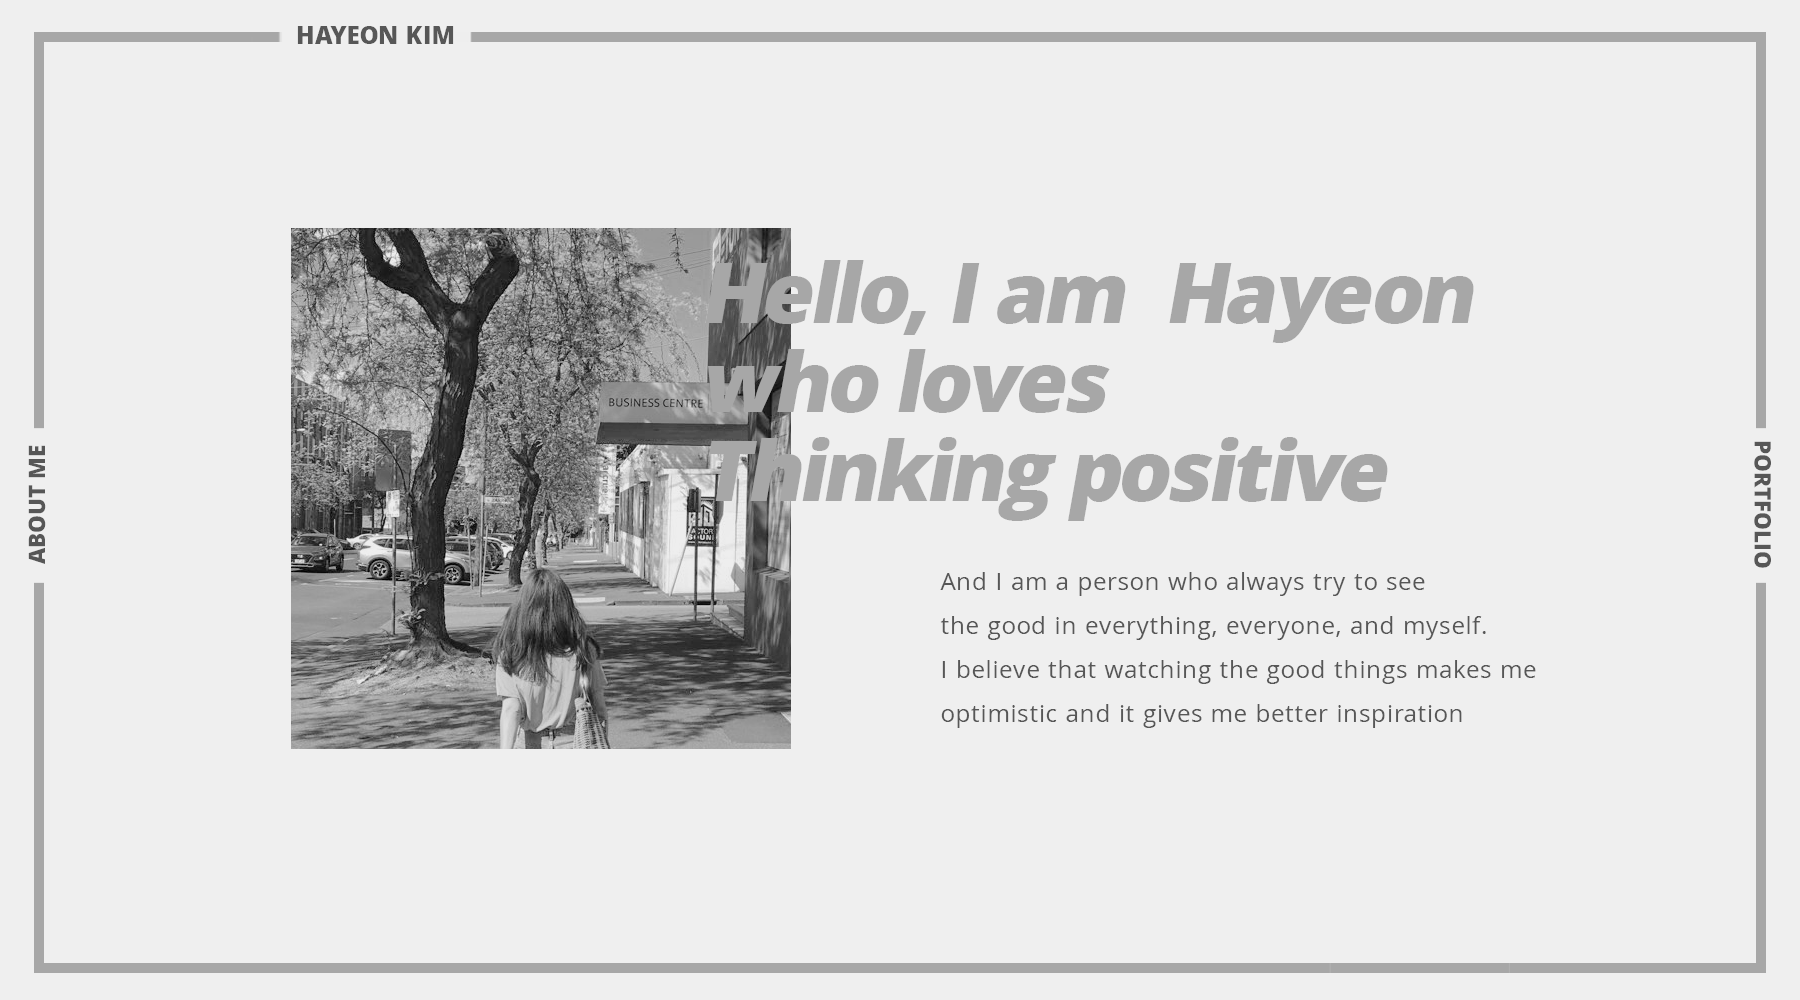 HAYEON KIM
ABOUT ME
PORTFOLIO
Hello, I am Hayeon
who loves
Thinking positive
BUSINESS CENTRE
And I am a person who always try to see
the good in everything, everyone, and myself.
I believe that watching the good things makes me
optimistic and it gives me better inspiration